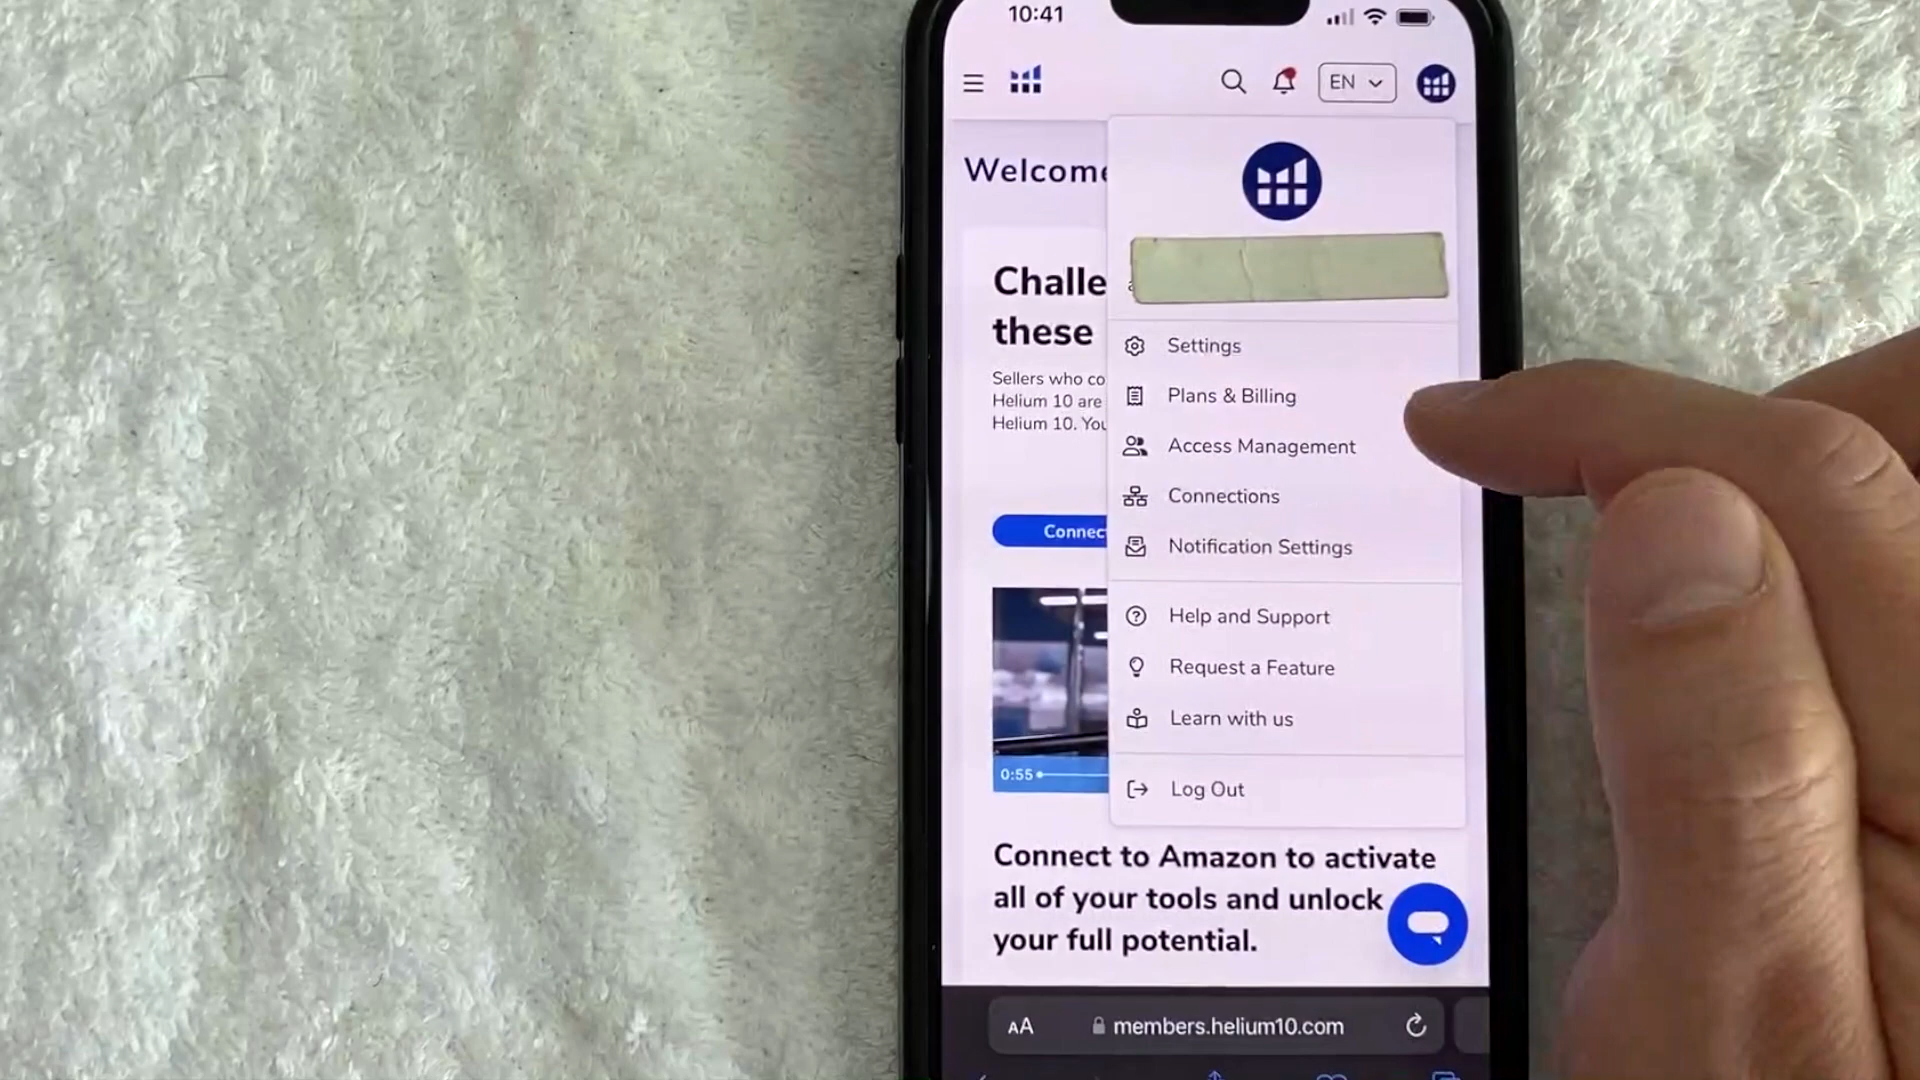 10:41
EN
Welcome
Challe
these
Sellers who co
Helium 10 are
Helium 10. You
Connec
0:55
Settings
Plans & Billing
Access Management
Connections
Notification Settings
Help and Support
Request a Feature
Learn with us
Log Out
Connect to Amazon to activate
all of your tools and unlock
your full potential.
AA
members.helium10.com